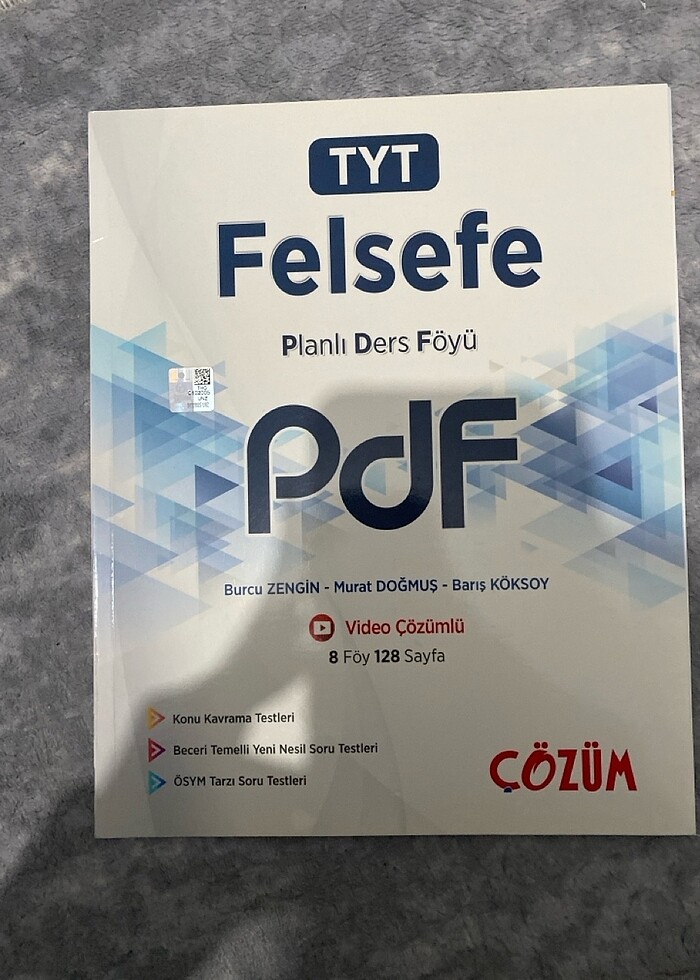 TYT
Felsefe
Planlı Ders Föyü
PdF
Burcu ZENGİN - Murat DOĞMUŞ - Barış KÖKSOY
Video Çözümlü
8 Föy 128 Sayfa
Konu Kavrama Testleri
Beceri Temelli Yeni Nesil Soru Testleri
ÖSYM Tarzı Soru Testleri
ÇÖZÜM